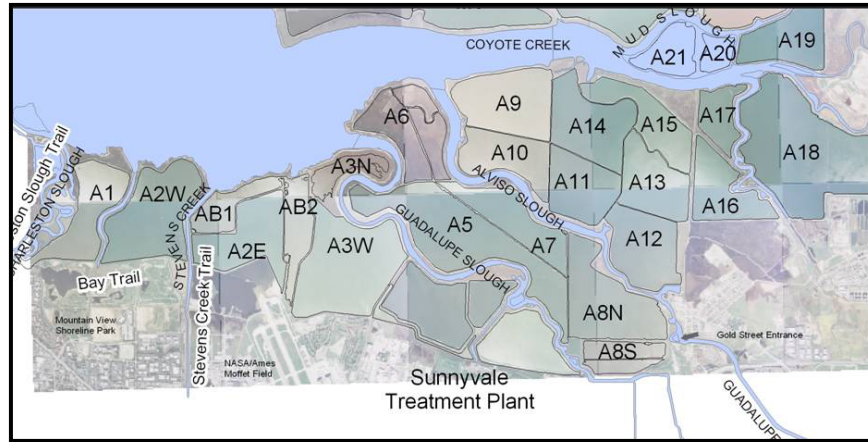 COYOTE CREEK
MUD SLOUGH
A21
A20
A19
A9
A6
A14
A15
A17
A10
A18
A3N
A11
A13
A16
ALVISO SLOUGH
CHARLESTON SLOUGH
A1
A2W
STEVENS CREEK
AB1
AB2
A5
GUADALUPE SLOUGH
A7
A12
A2E
A3W
Bay Trail
Stevens Creek Trail
A8N
Mountain View
Shoreline Park
Gold Street Entrance
A8S
NASA/Ames
Moffet Field
Sunnyvale
Treatment Plant
GUADALUPE